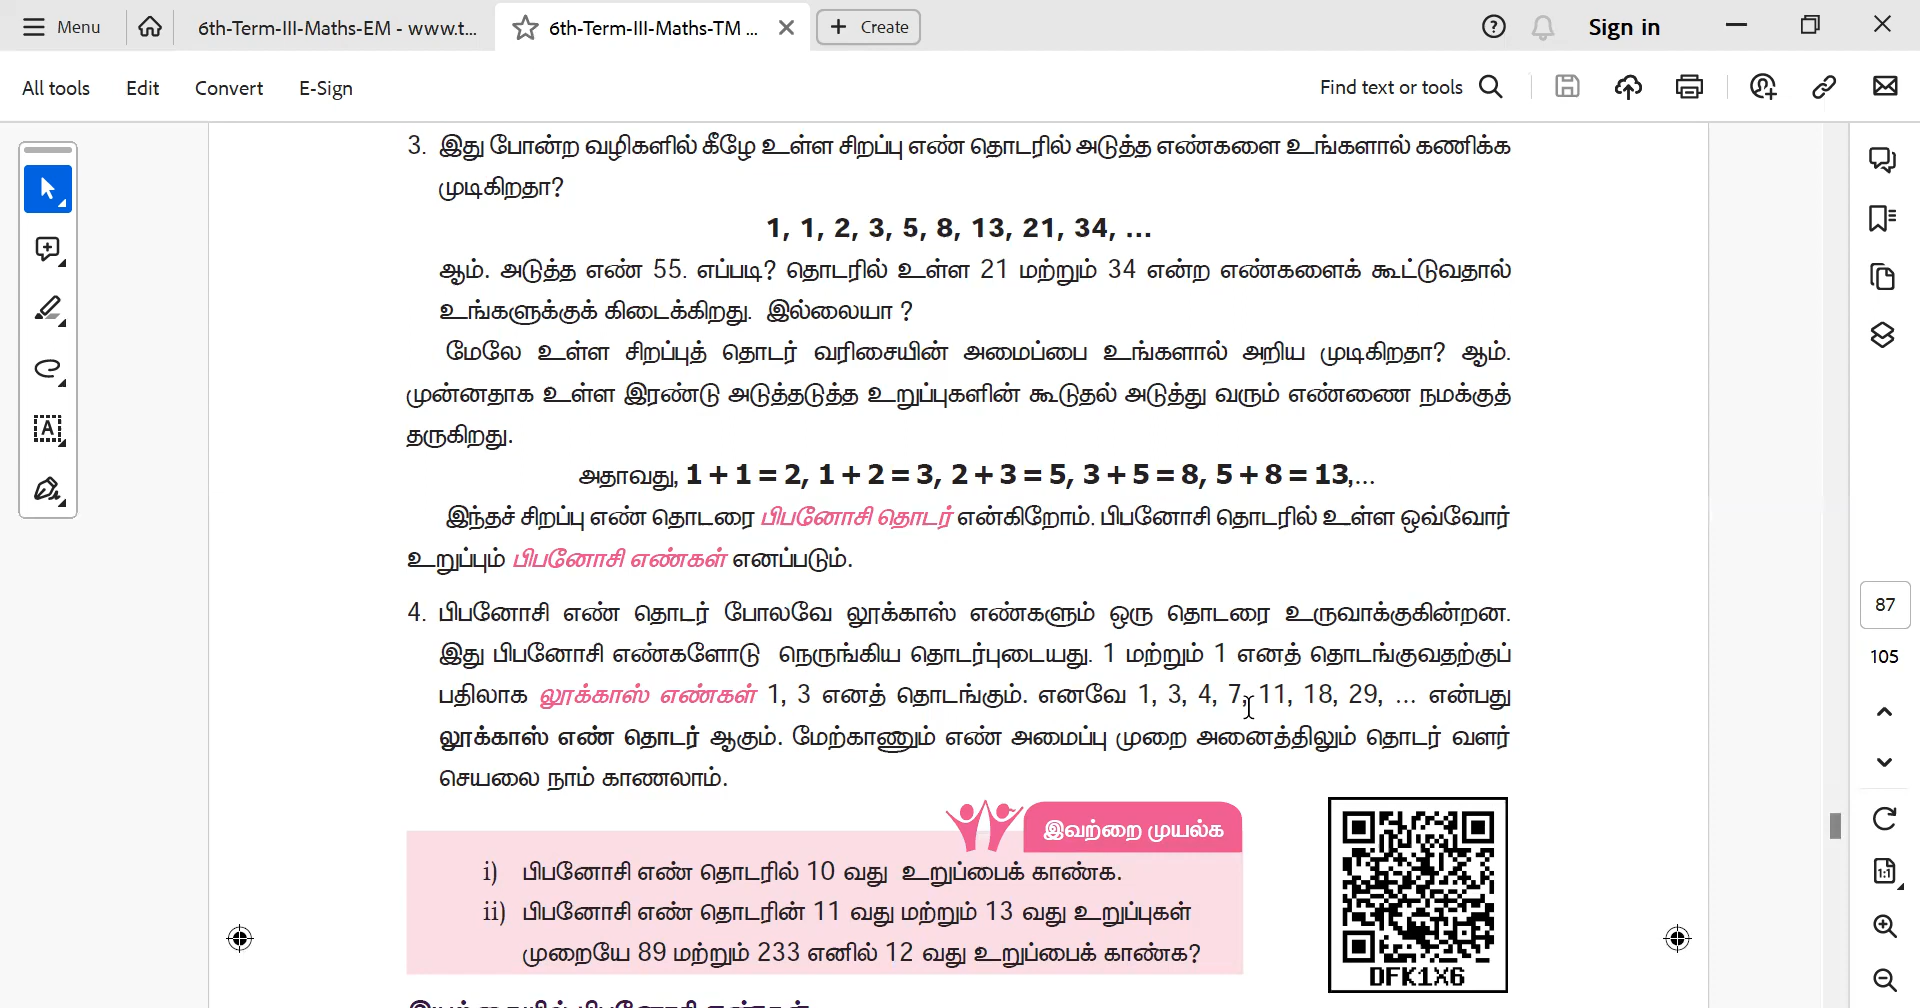 Menu
6th-Term-III-Maths-EM - www.t...
6th-Term-III-Maths-TM ...
Create
Sign in
All tools
Edit
Convert
E-Sign
Find text or tools
3. இது போன்ற வழிகளில் கீழே உள்ள சிறப்பு எண் தொடரில் அடுத்த எண்களை உங்களால் கணிக்க
முடிகிறதா?
1, 1, 2, 3, 5, 8, 13, 21, 34, ...
ஆம். அடுத்த எண் 55. எப்படி? தொடரில் உள்ள 21 மற்றும் 34 என்ற எண்களைக் கூட்டுவதால்
உங்களுக்குக் கிடைக்கிறது. இல்லையா ?
மேலே உள்ள சிறப்புத் தொடர் வரிசையின் அமைப்பை உங்களால் அறிய முடிகிறதா? ஆம்.
முன்னதாக உள்ள இரண்டு அடுத்தடுத்த உறுப்புகளின் கூடுதல் அடுத்து வரும் எண்ணை நமக்குத்
தருகிறது.
அதாவது, 1 + 1 = 2, 1 + 2 = 3, 2 + 3 = 5, 3 + 5 = 8, 5 + 8 = 13,...
இந்தச் சிறப்பு எண் தொடரை பிபனோசி தொடர் என்கிறோம். பிபனோசி தொடரில் உள்ள ஒவ்வோர்
உறுப்பும் பிபனோசி எண்கள் எனப்படும்.
4. பிபனோசி எண் தொடர் போலவே லூக்காஸ் எண்களும் ஒரு தொடரை உருவாக்குகின்றன.
இது பிபனோசி எண்களோடு நெருங்கிய தொடர்புடையது. 1 மற்றும் 1 எனத் தொடங்குவதற்குப்
பதிலாக லூக்காஸ் எண்கள் 1, 3 எனத் தொடங்கும். எனவே 1, 3, 4, 7, 11, 18, 29, ... என்பது
லூக்காஸ் எண் தொடர் ஆகும். மேற்காணும் எண் அமைப்பு முறை அனைத்திலும் தொடர் வளர்
செயலை நாம் காணலாம்.
இவற்றை முயல்க
i) பிபனோசி எண் தொடரில் 10 வது உறுப்பைக் காண்க.
ii) பிபனோசி எண் தொடரின் 11 வது மற்றும் 13 வது உறுப்புகள்
முறையே 89 மற்றும் 233 எனில் 12 வது உறுப்பைக் காண்க?
DFK1X6
87
105
1:1